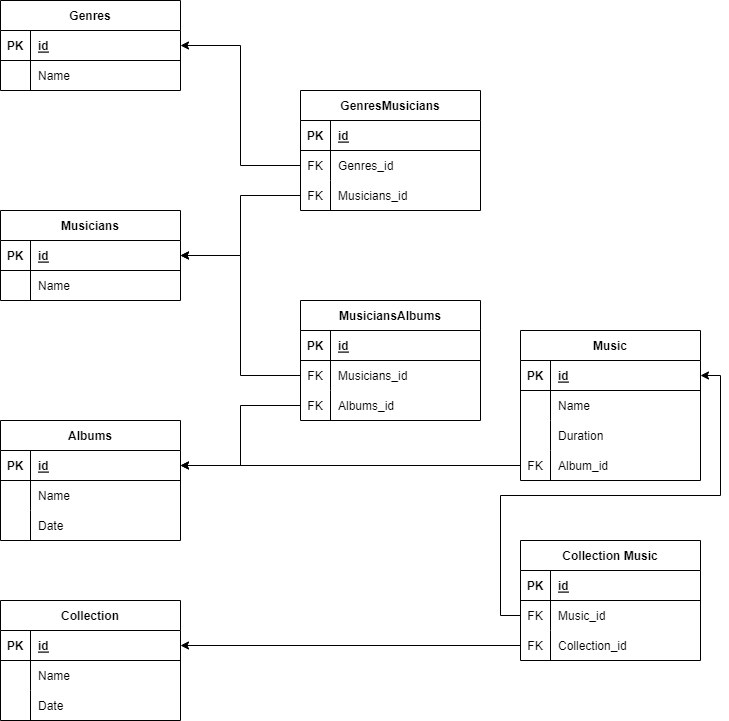 Genres
PK id
Name
GenresMusicians
PK id
FK Genres_id
FK Musicians_id
Musicians
PK id
Name
MusiciansAlbums
PK id
FK Musicians_id
FK Albums_id
Music
PK id
Name
Duration
FK Album_id
Albums
PK id
Name
Date
Collection Music
PK id
FK Music_id
FK Collection_id
Collection
PK id
Name
Date